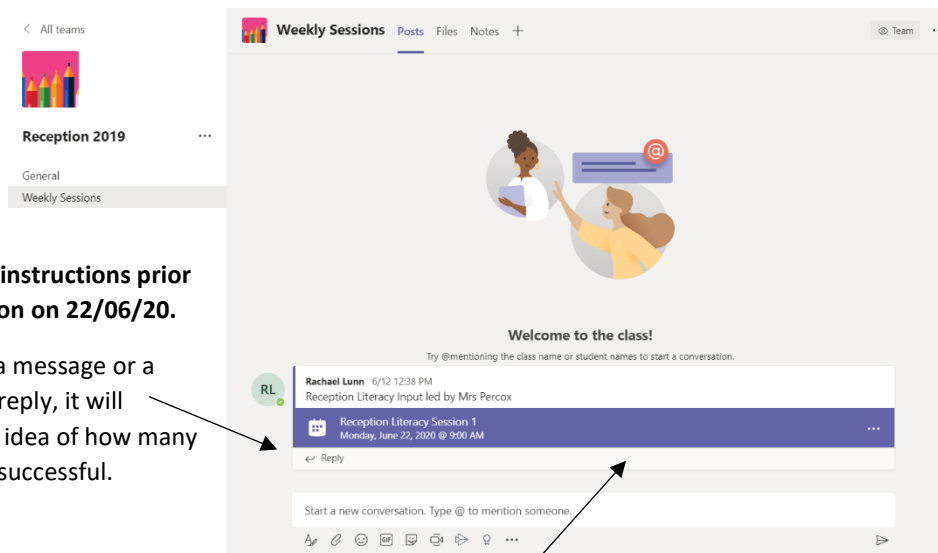 All teams
Reception 2019
General
Weekly Sessions
instructions prior
on on 22/06/20.
a message or a
reply, it will
idea of how many
successful.
Weekly Sessions Posts Files Notes +
Team
@
Welcome to the class!
Try @mentioning the class name or student names to start a conversation.
RL
Rachael Lunn 6/12 12:38 PM
Reception Literacy Input led by Mrs Percox
Reception Literacy Session 1
Monday, June 22, 2020 @ 9:00 AM
Reply
Start a new conversation. Type @ to mention someone.
GIF